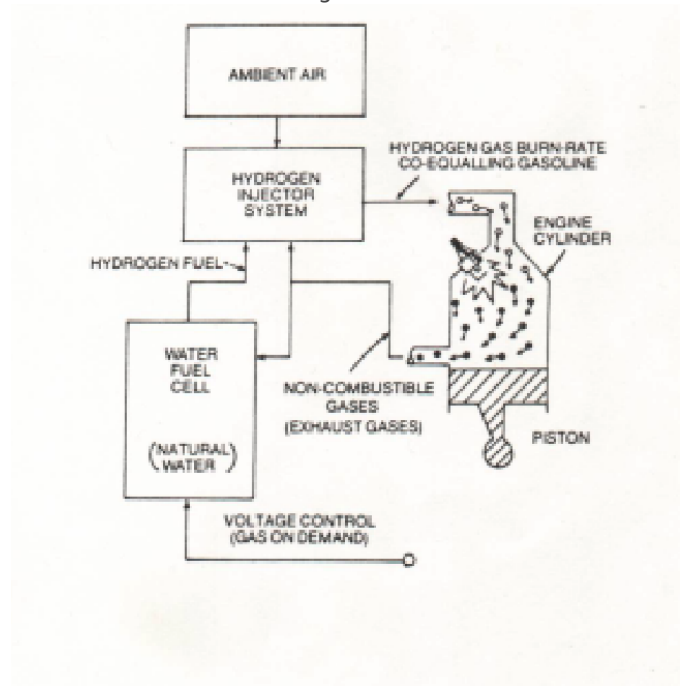 AMBIENT AIR
HYDROGEN GAS BURN-RATE
CO-EQUALLING GASOLINE
HYDROGEN
INJECTOR
SYSTEM
ENGINE
CYLINDER
HYDROGEN FUEL
WATER
FUEL
CELL
(NATURAL
WATER)
NON-COMBUSTIBLE
GASES
(EXHAUST GASES)
PISTON
VOLTAGE CONTROL
(GAS ON DEMAND)